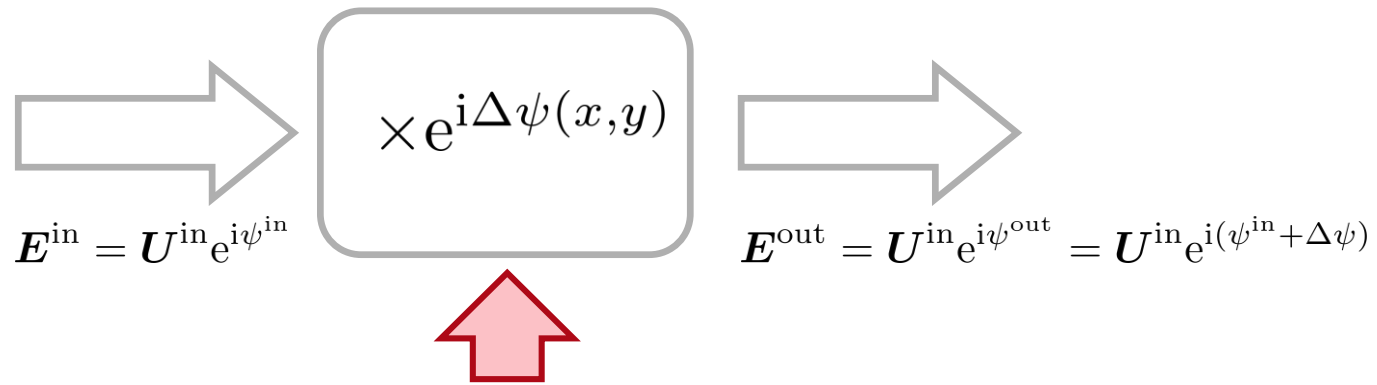 ×e^{iΔψ(x,y)}
E^{in} = U^{in}e^{iψ^{in}}
E^{out} = U^{in}e^{iψ^{out}} = U^{in}e^{i(ψ^{in}+Δψ)}